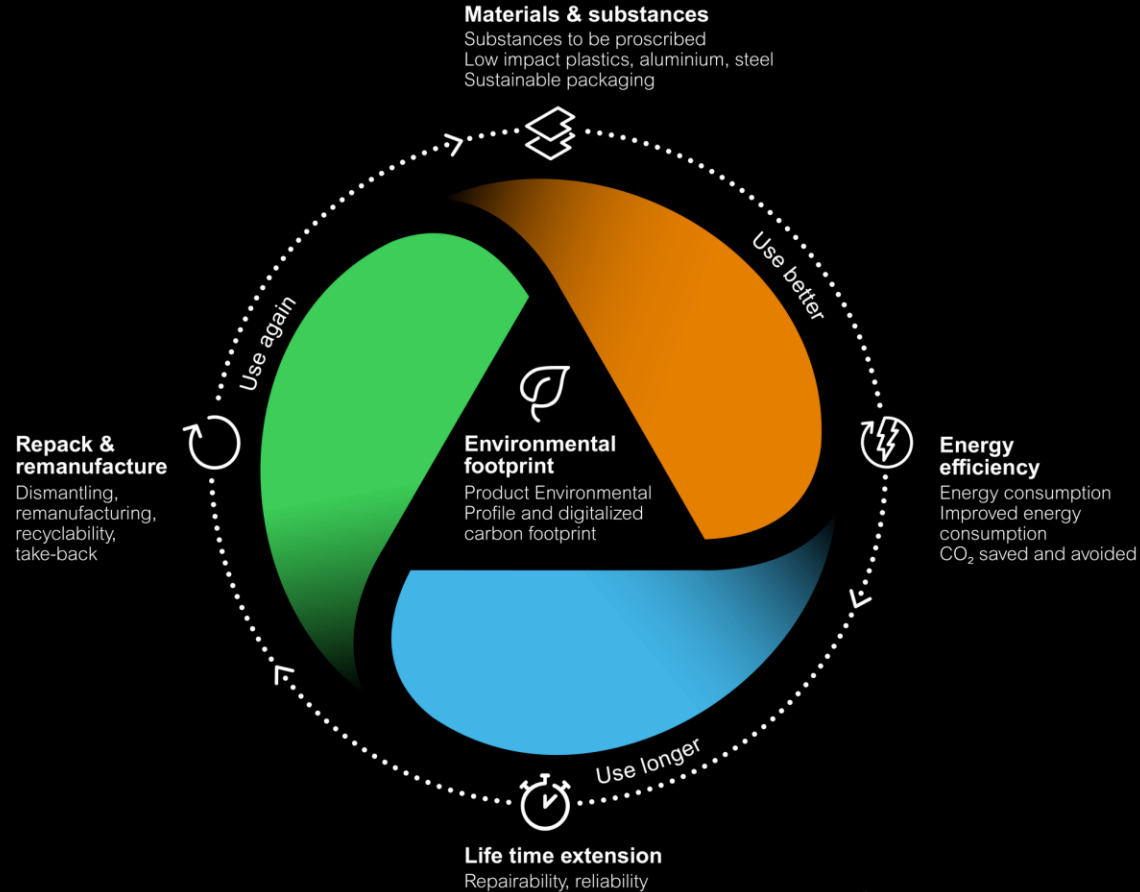 Materials & substances
Substances to be proscribed
Low impact plastics, aluminium, steel
Sustainable packaging
Use better
Use again
Environmental
footprint
Product Environmental
Profile and digitalized
carbon footprint
Repack &
remanufacture
Dismantling,
remanufacturing,
recyclability,
take-back
Energy
efficiency
Energy consumption
Improved energy
consumption
CO₂ saved and avoided
Use longer
Life time extension
Repairability, reliability